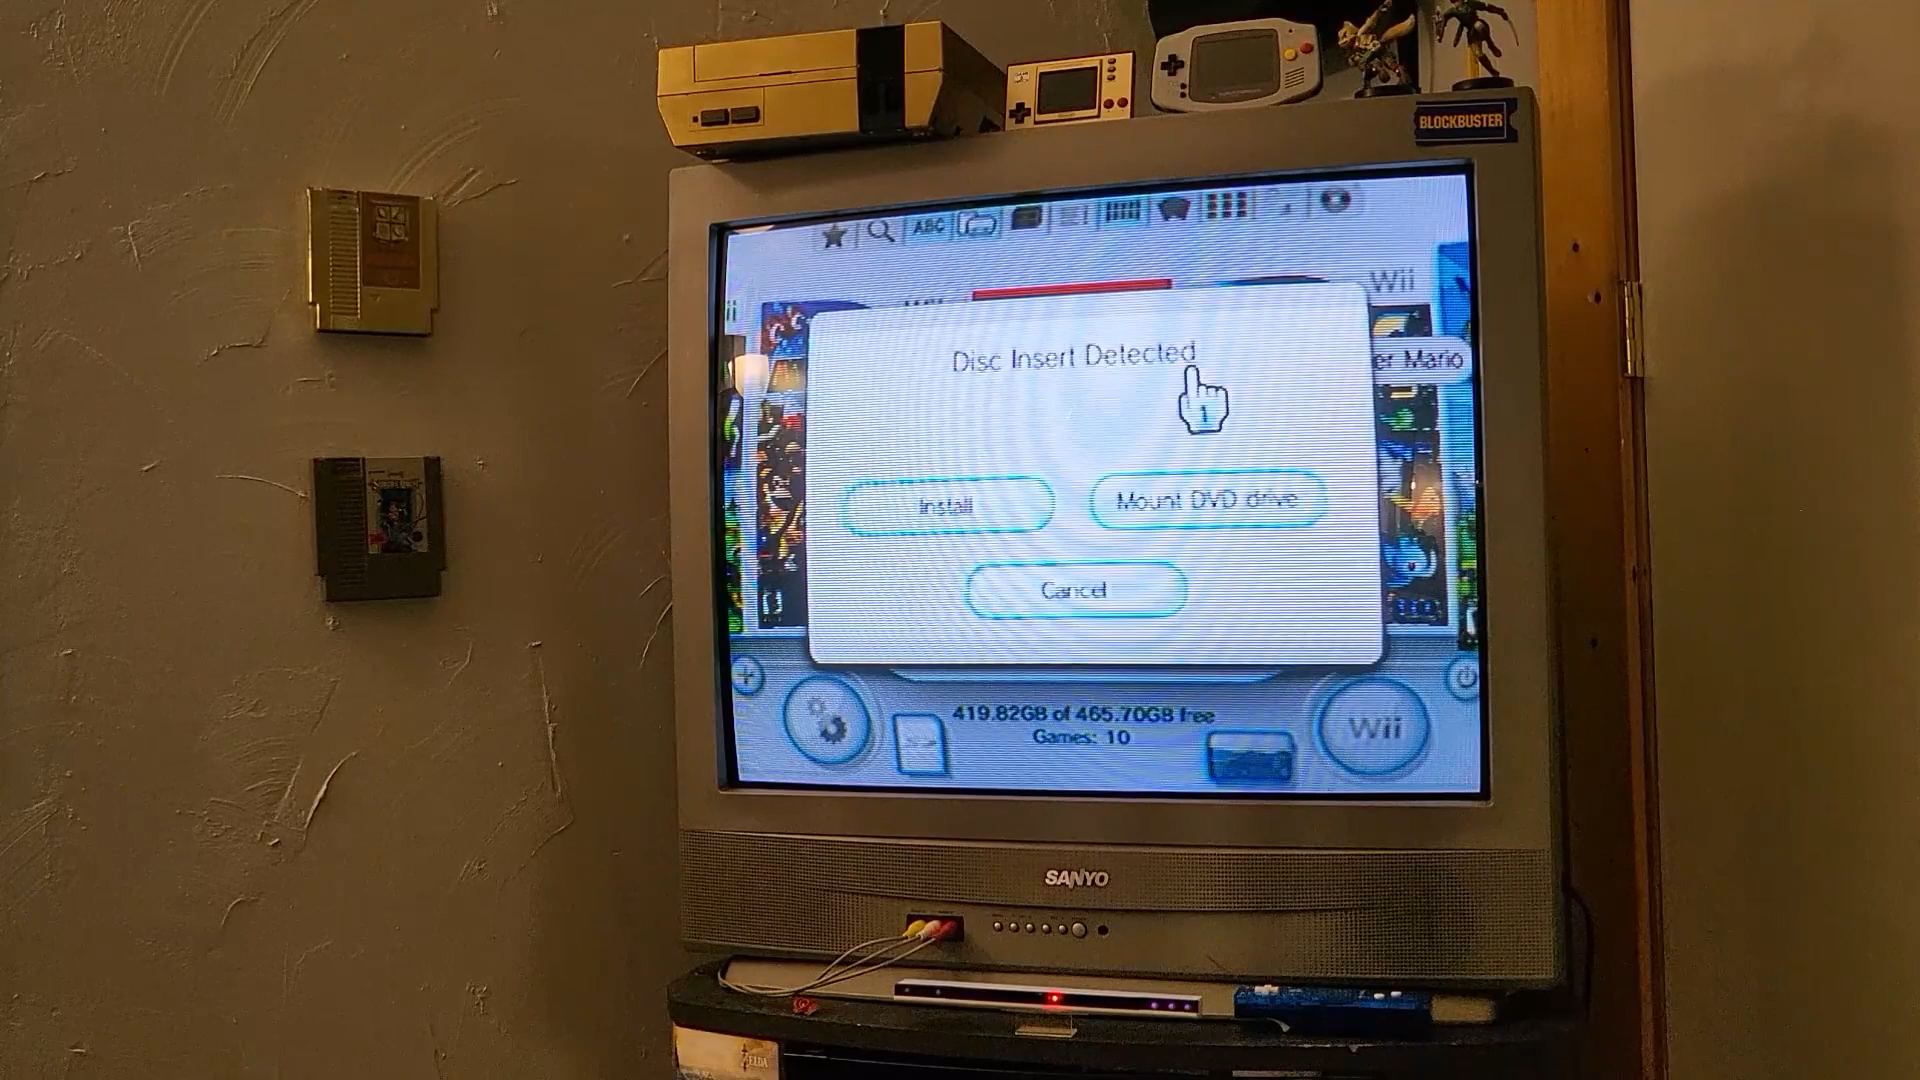 BLOCKBUSTER
ABC
Wii
Disc Insert Detected
er Mario
Install
Mount DVD drive
Cancel
419.82GB of 465.70GB free
Games: 10
Wii
SANYO
ZELDA